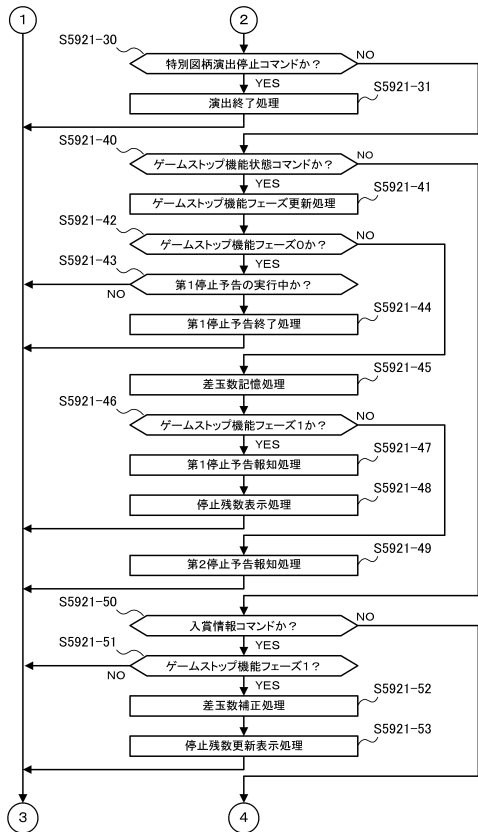 1
2
S5921-30
特別図柄演出停止コマンドか？
NO
YES
S5921-31
演出終了処理
S5921-40
ゲームストップ機能状態コマンドか？
NO
YES
S5921-41
ゲームストップ機能フェーズ更新処理
S5921-42
ゲームストップ機能フェーズ0か？
NO
S5921-43
YES
第1停止予告の実行中か？
NO
YES
S5921-44
第1停止予告終了処理
S5921-45
差玉数記憶処理
S5921-46
ゲームストップ機能フェーズ1か？
NO
YES
S5921-47
第1停止予告報知処理
S5921-48
停止残数表示処理
S5921-49
第2停止予告報知処理
S5921-50
入賞情報コマンドか？
NO
S5921-51
YES
ゲームストップ機能フェーズ1？
NO
YES
S5921-52
差玉数補正処理
S5921-53
停止残数更新表示処理
3
4